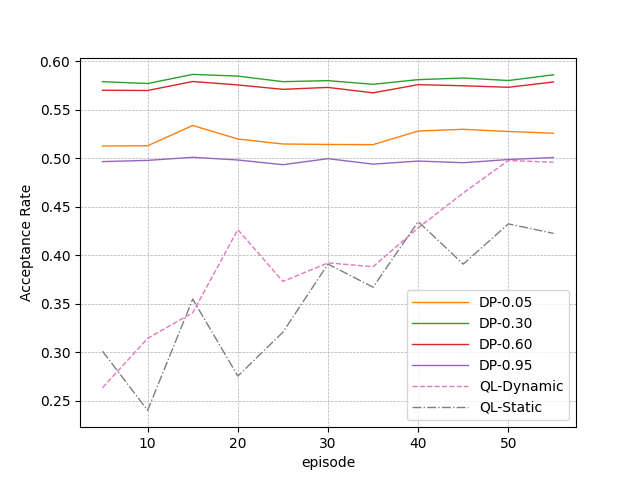 0.60
0.55
0.50
0.45
0.40
0.35
0.30
0.25
Acceptance Rate
DP-0.05
DP-0.30
DP-0.60
DP-0.95
QL-Dynamic
QL-Static
10 20 30 40 50
episode